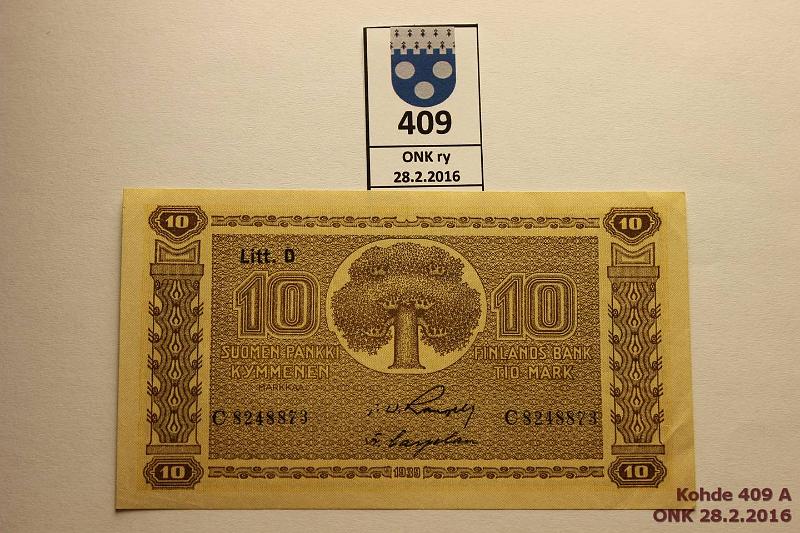 409
ONK ry
28.2.2016
10 10
Litt. D
10 10
SUOMEN PANKKI FINLANDS BANK
KYMMENEN TIO MARK
MARKKAA
C 8248873 C 8248873
10 1939 10
Kohde 409 A
ONK 28.2.2016